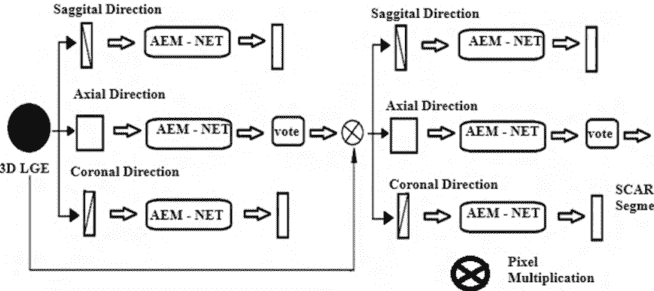 Saggital Direction
AEM - NET
Axial Direction
AEM - NET
vote
3D LGE
Coronal Direction
AEM - NET
Saggital Direction
AEM - NET
Axial Direction
AEM - NET
vote
Coronal Direction
AEM - NET
SCAR
Segme
Pixel
Multiplication